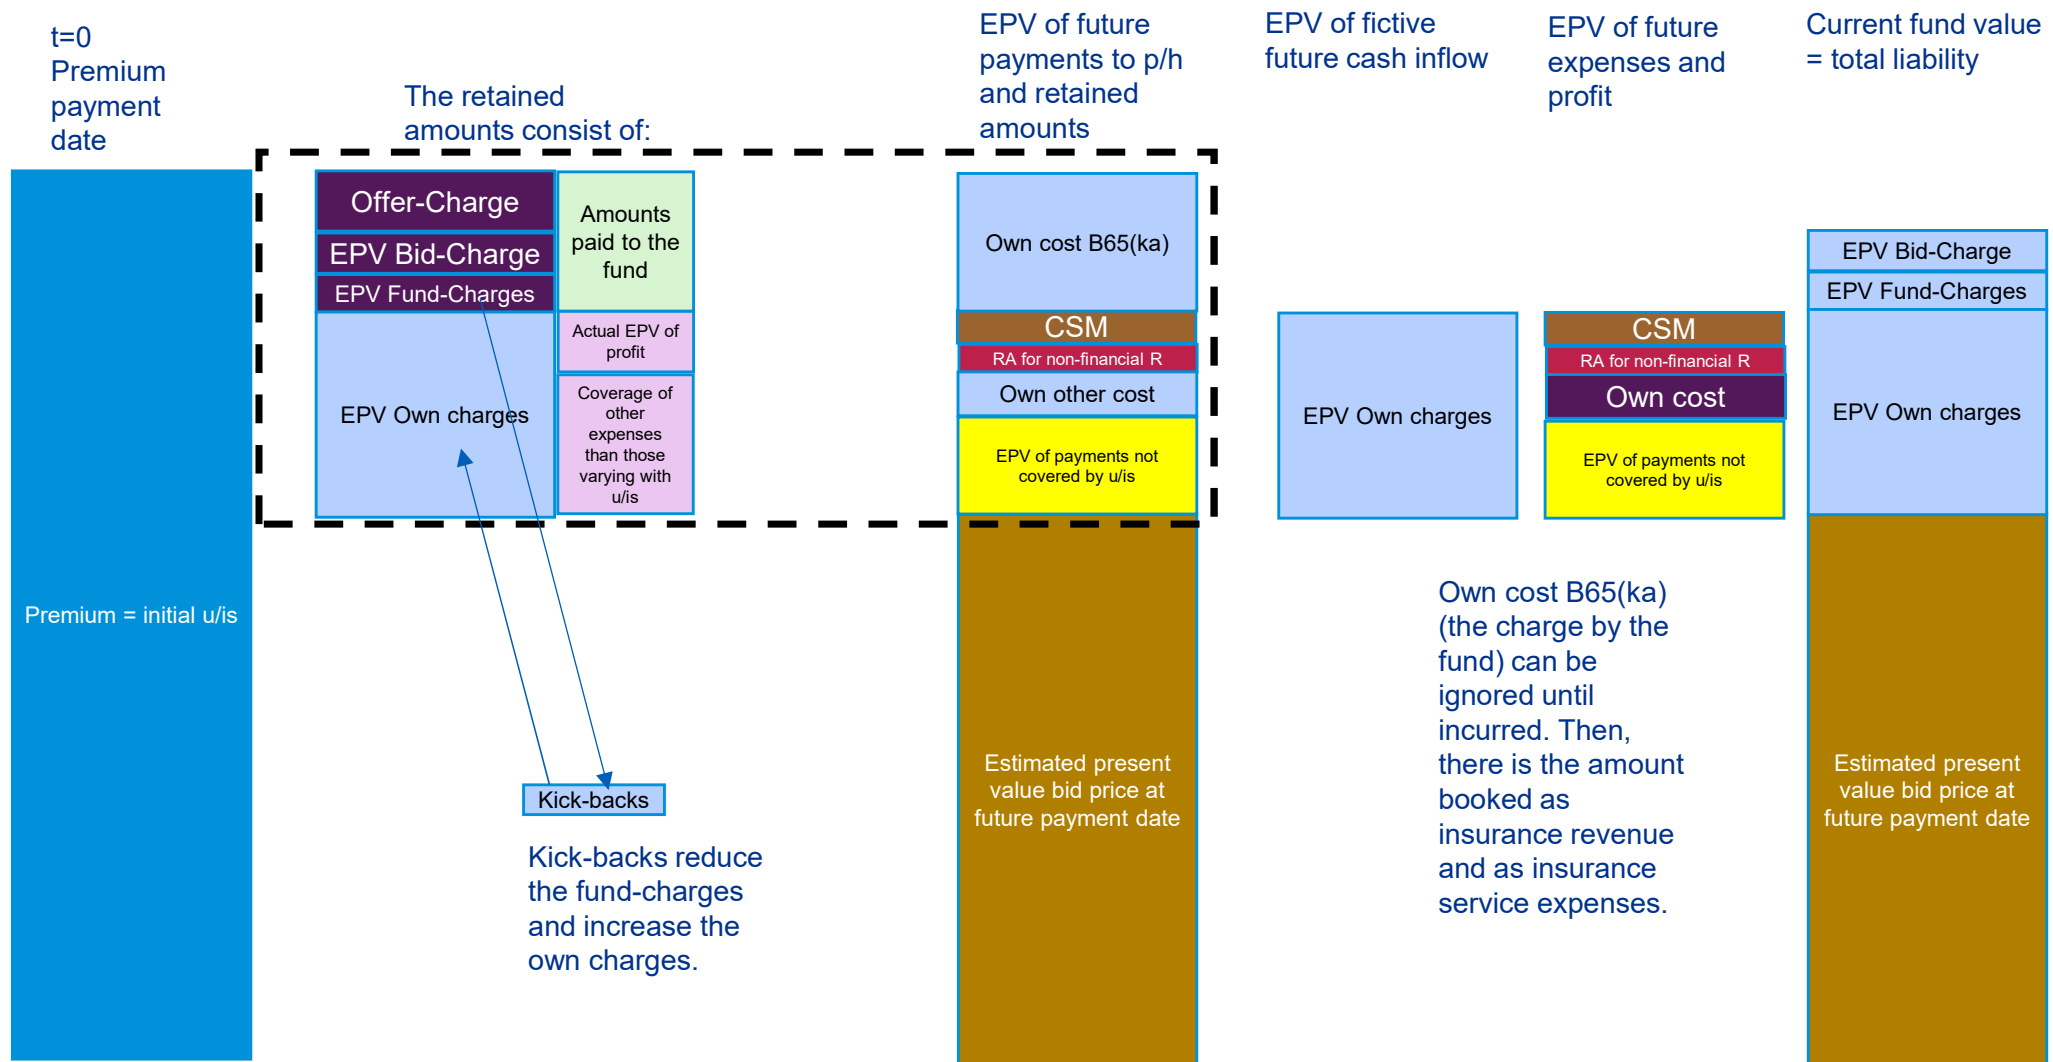 t=0
Premium
payment
date
The retained
amounts consist of:
EPV of future
payments to p/h
and retained
amounts
EPV of fictive
future cash inflow
EPV of future
expenses and
profit
Current fund value
= total liability
Premium = initial u/is
Offer-Charge
EPV Bid-Charge
EPV Fund-Charges
EPV Own charges
Amounts
paid to the
fund
Actual EPV of
profit
Coverage of
other
expenses
than those
varying with
u/is
Kick-backs
Kick-backs reduce
the fund-charges
and increase the
own charges.
Own cost B65(ka)
CSM
RA for non-financial R
Own other cost
EPV of payments not
covered by u/is
Estimated present
value bid price at
future payment date
EPV Own charges
CSM
RA for non-financial R
Own cost
EPV of payments not
covered by u/is
Own cost B65(ka)
(the charge by the
fund) can be
ignored until
incurred. Then,
there is the amount
booked as
insurance revenue
and as insurance
service expenses.
EPV Bid-Charge
EPV Fund-Charges
EPV Own charges
Estimated present
value bid price at
future payment date